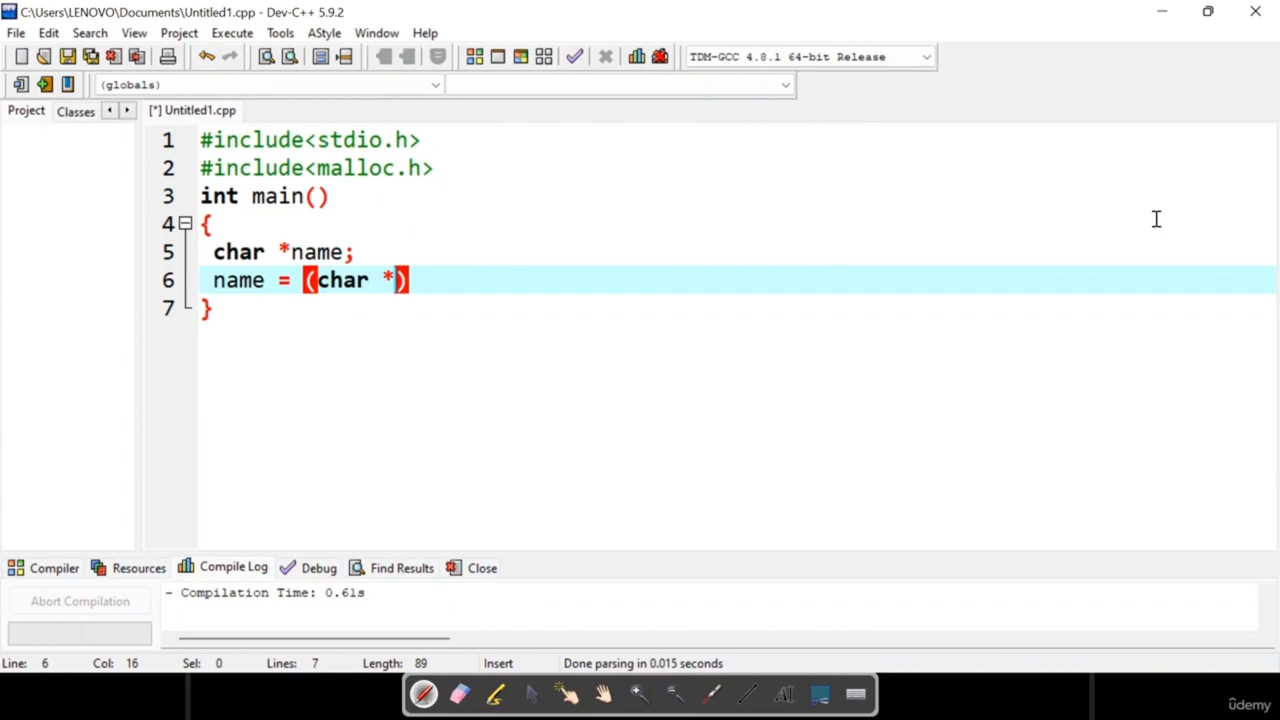 C:\Users\LENOVO\Documents\Untitled1.cpp - Dev-C++ 5.9.2
File Edit Search View Project Execute Tools AStyle Window Help
TDM-GCC 4.8.1 64-bit Release
(globals)
Project Classes [*] Untitled1.cpp
1 #include<stdio.h>
2 #include<malloc.h>
3 int main()
4 {
5 char *name;
6 name = (char *)
7 }
Compiler Resources Compile Log Debug Find Results Close
Abort Compilation
- Compilation Time: 0.61s
Line: 6 Col: 16 Sel: 0 Lines: 7 Length: 89 Insert Done parsing in 0.015 seconds
AI
ûdemy